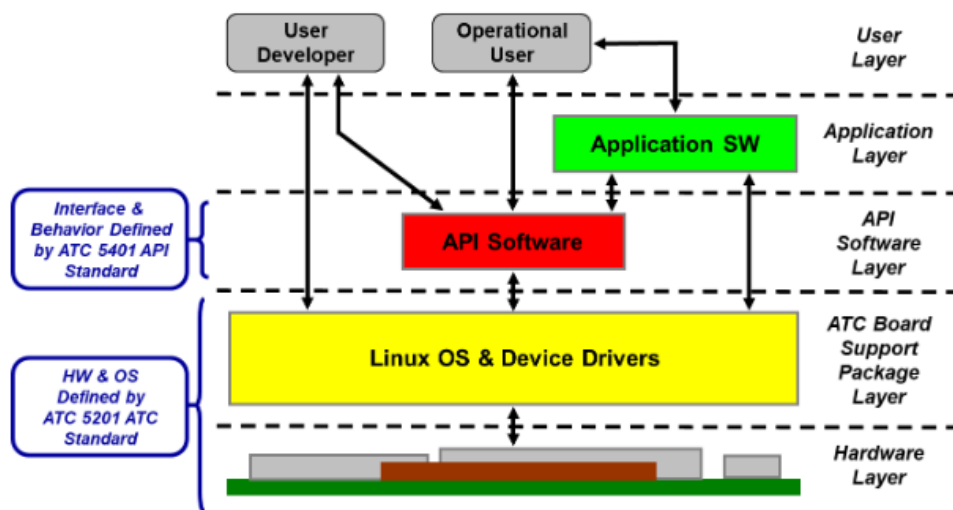 User
Developer
Operational
User
User
Layer
Application SW
Application
Layer
Interface &
Behavior Defined
by ATC 5401 API
Standard
API Software
API
Software
Layer
Linux OS & Device Drivers
ATC Board
Support
Package
Layer
HW & OS
Defined by
ATC 5201 ATC
Standard
Hardware
Layer